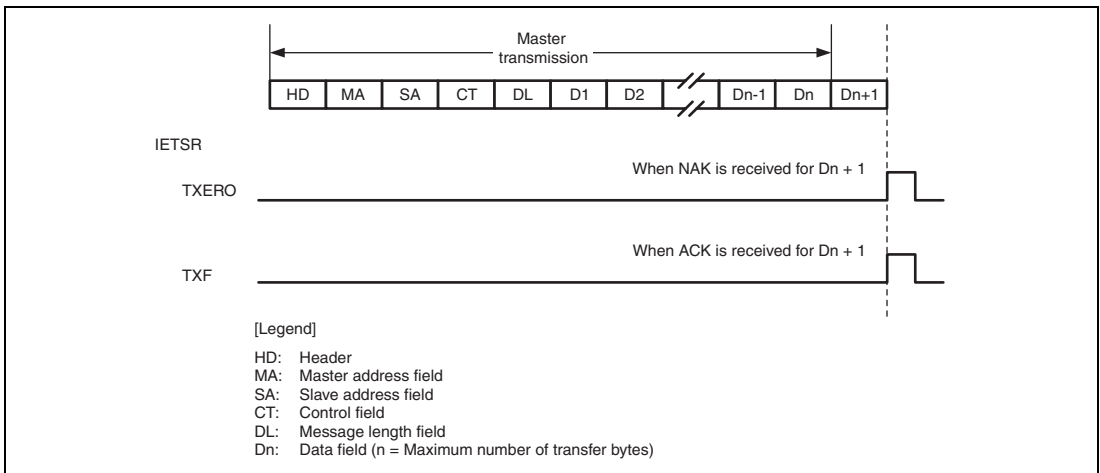 Master
transmission
HD MA SA CT DL D1 D2 Dn-1 Dn Dn+1
IETSR
When NAK is received for Dn + 1
TXERO
When ACK is received for Dn + 1
TXF
[Legend]
HD: Header
MA: Master address field
SA: Slave address field
CT: Control field
DL: Message length field
Dn: Data field (n = Maximum number of transfer bytes)